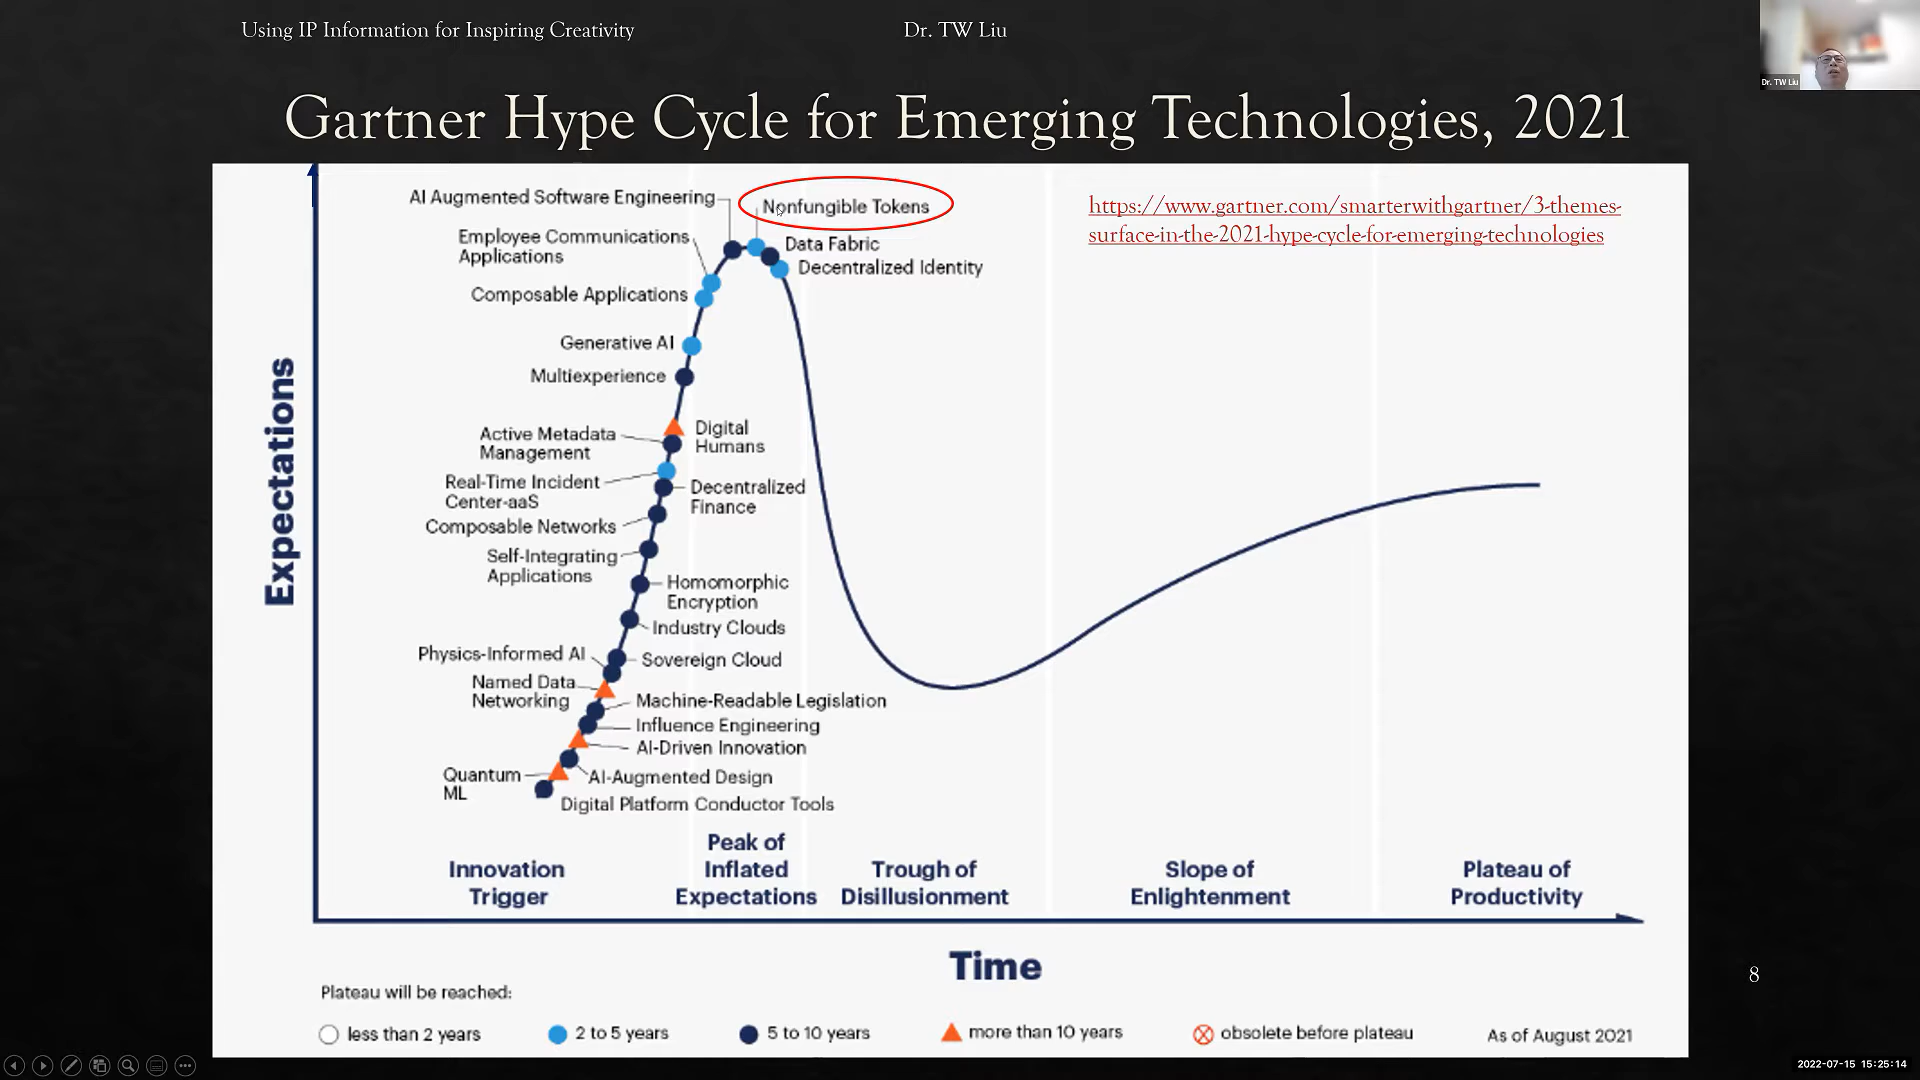 Using IP Information for Inspiring Creativity
Dr. TW Liu
Dr. TW Liu
Gartner Hype Cycle for Emerging Technologies, 2021
AI Augmented Software Engineering
Nonfungible Tokens
https://www.gartner.com/smarterwithgartner/3-themes-
surface-in-the-2021-hype-cycle-for-emerging-technologies
Employee Communications
Applications
Data Fabric
Decentralized Identity
Composable Applications
Generative AI
Multiexperience
Active Metadata
Management
Digital
Humans
Real-Time Incident
Center-aaS
Decentralized
Finance
Composable Networks
Self-Integrating
Applications
Homomorphic
Encryption
Industry Clouds
Physics-Informed AI
Sovereign Cloud
Named Data
Networking
Machine-Readable Legislation
Influence Engineering
AI-Driven Innovation
Quantum
ML
AI-Augmented Design
Digital Platform Conductor Tools
Expectations
Innovation
Trigger
Peak of
Inflated
Expectations
Trough of
Disillusionment
Slope of
Enlightenment
Plateau of
Productivity
Time
8
Plateau will be reached:
less than 2 years
2 to 5 years
5 to 10 years
more than 10 years
obsolete before plateau
As of August 2021
2022-07-15 15:25:14